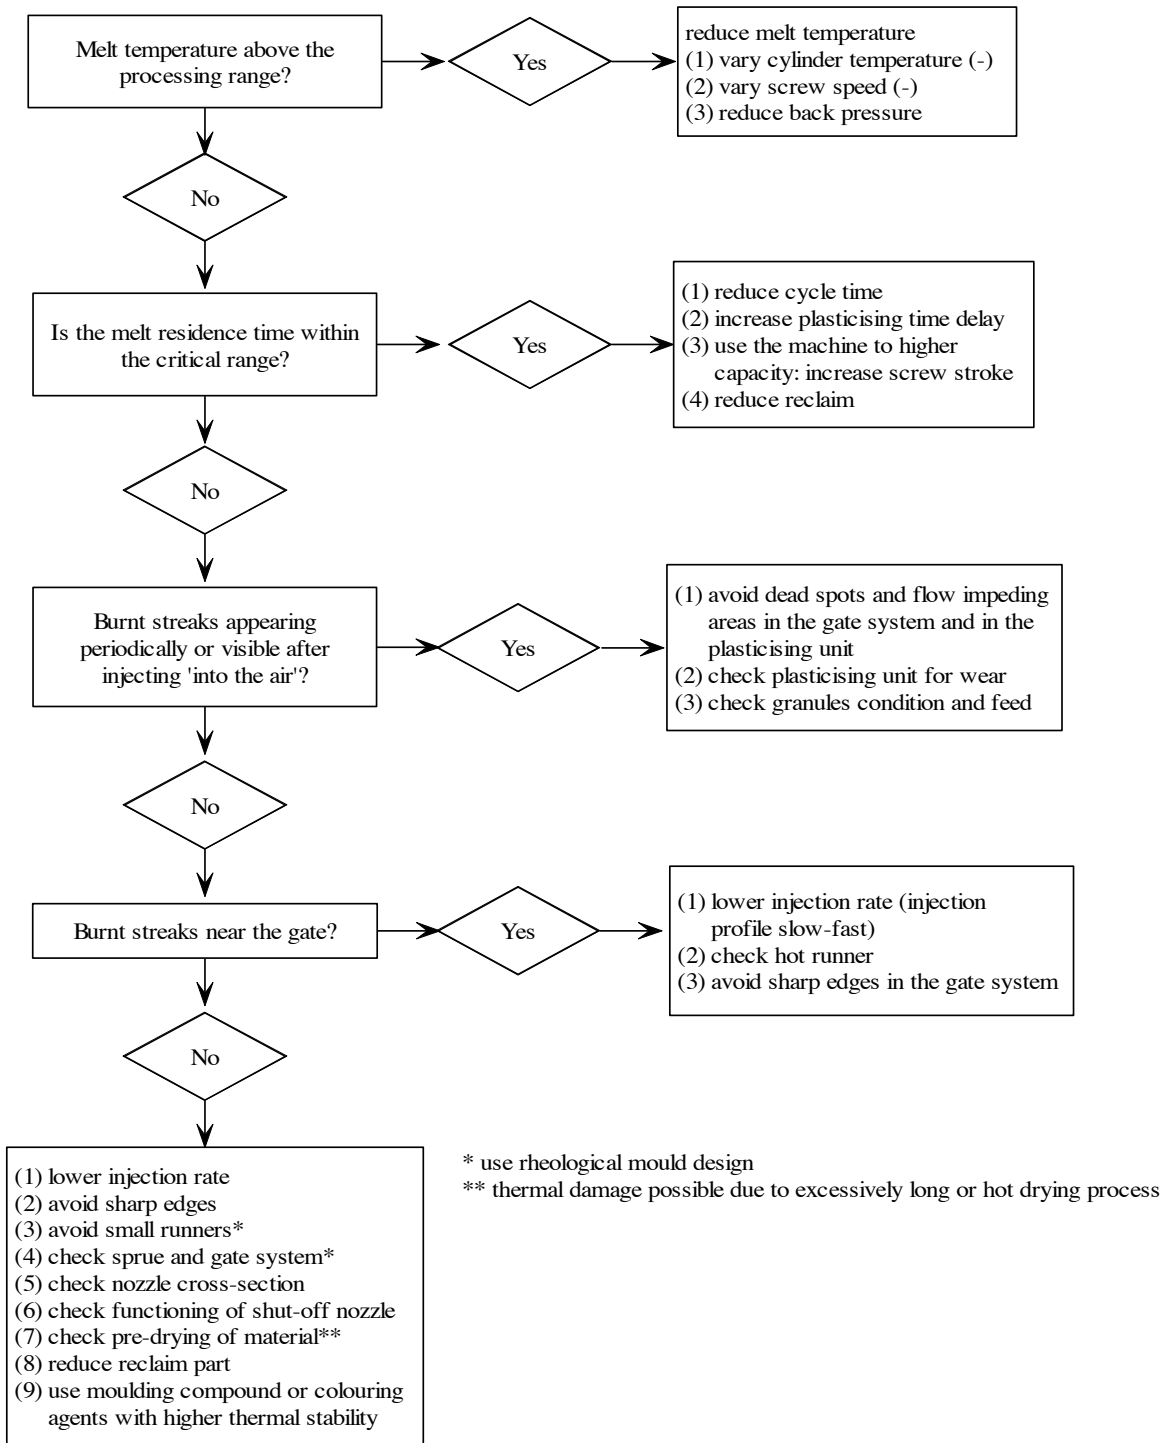 Melt temperature above the
processing range?
Yes
reduce melt temperature
(1) vary cylinder temperature (-)
(2) vary screw speed (-)
(3) reduce back pressure
No
Is the melt residence time within
the critical range?
Yes
(1) reduce cycle time
(2) increase plasticising time delay
(3) use the machine to higher
capacity: increase screw stroke
(4) reduce reclaim
No
Burnt streaks appearing
periodically or visible after
injecting 'into the air'?
Yes
(1) avoid dead spots and flow impeding
areas in the gate system and in the
plasticising unit
(2) check plasticising unit for wear
(3) check granules condition and feed
No
Burnt streaks near the gate?
Yes
(1) lower injection rate (injection
profile slow-fast)
(2) check hot runner
(3) avoid sharp edges in the gate system
No
(1) lower injection rate
(2) avoid sharp edges
(3) avoid small runners*
(4) check sprue and gate system*
(5) check nozzle cross-section
(6) check functioning of shut-off nozzle
(7) check pre-drying of material**
(8) reduce reclaim part
(9) use moulding compound or colouring
agents with higher thermal stability
* use rheological mould design
** thermal damage possible due to excessively long or hot drying process